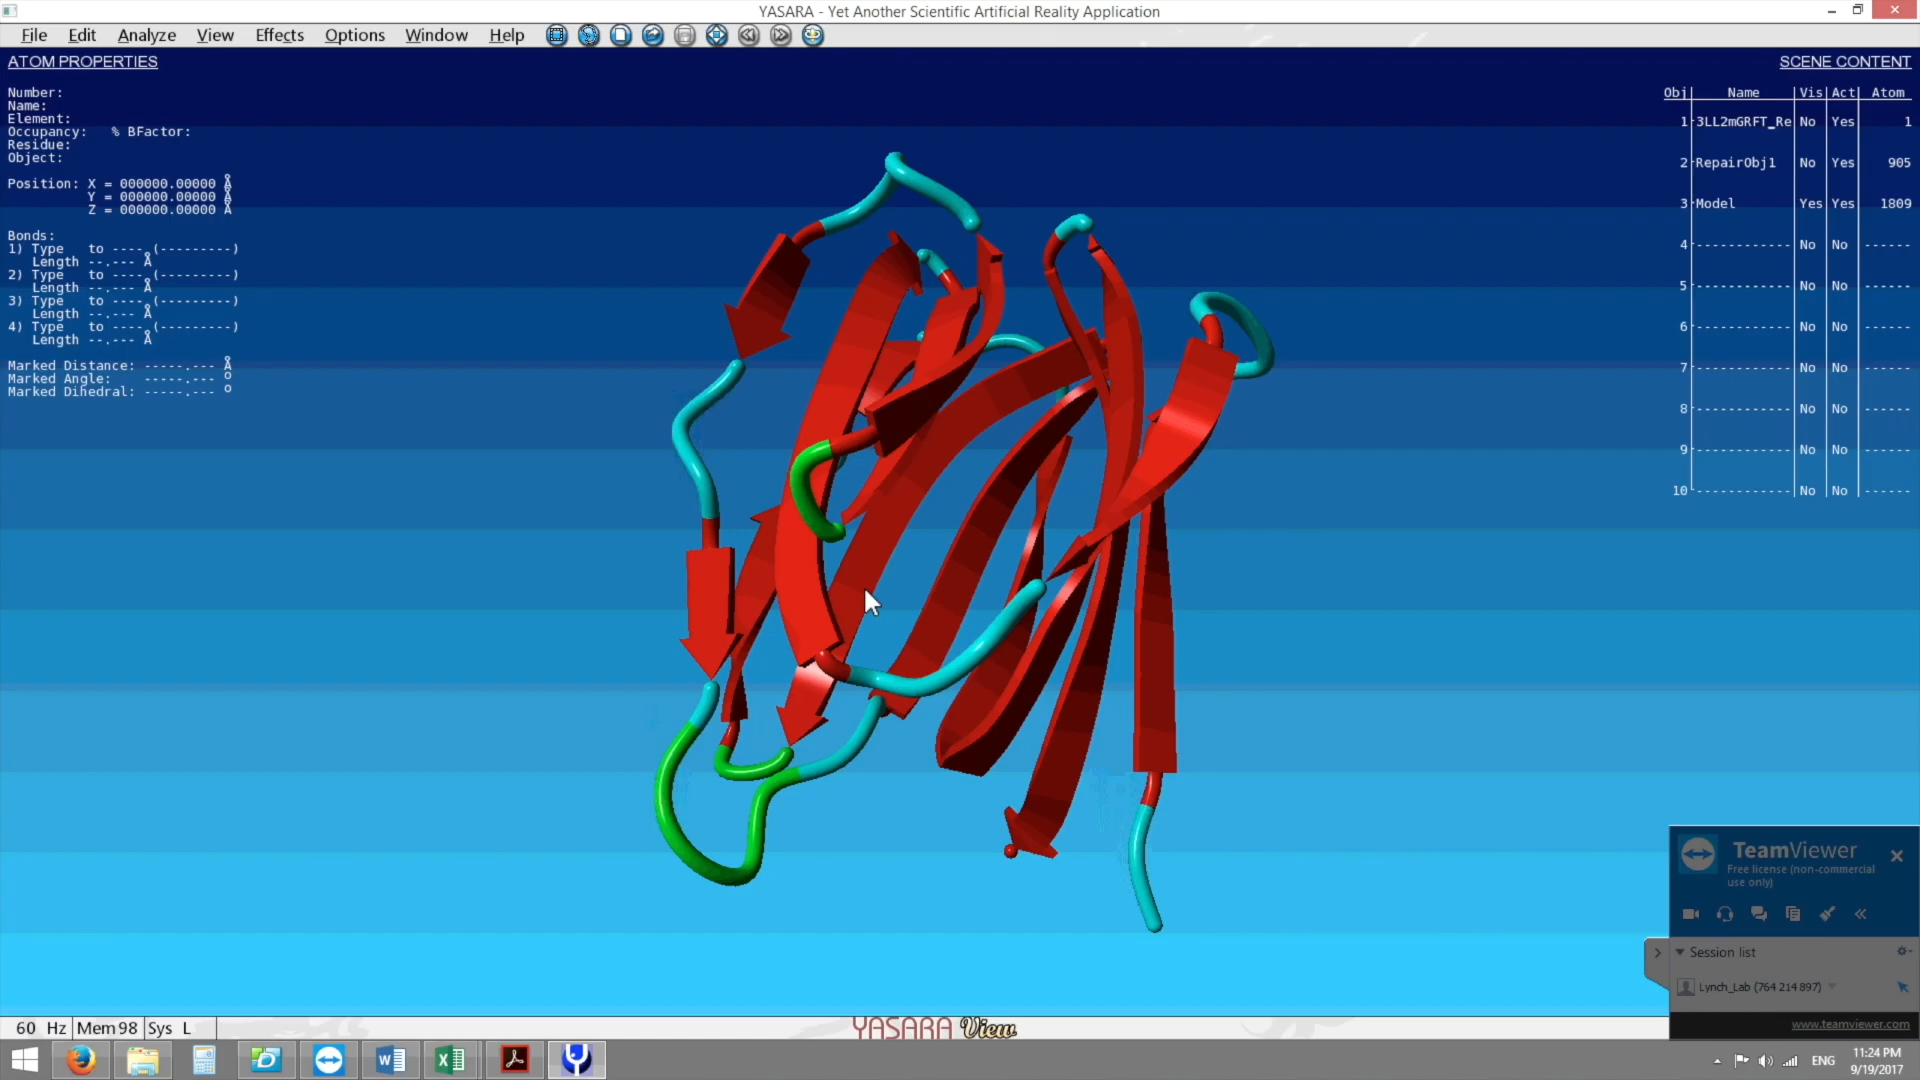 YASARA - Yet Another Scientific Artificial Reality Application
File Edit Analyze View Effects Options Window Help
ATOM PROPERTIES
Number:
Name:
Element:
Occupancy: % BFactor:
Residue:
Object:
Position: X = 000000.00000 Å
Y = 000000.00000 Å
Z = 000000.00000 Å
Bonds:
1) Type to ----.(---------)
Length --.--- Å
2) Type to ----.(---------)
Length --.--- Å
3) Type to ----.(---------)
Length --.--- Å
4) Type to ----.(---------)
Length --.--- Å
Marked Distance: -----.--- Å
Marked Angle: -----.--- º
Marked Dihedral: -----.--- º
SCENE CONTENT
Obj| Name |Vis|Act| Atom
1 3LL2mGRFT_Re No Yes 1
2 RepairObj1 No Yes 905
3 Model Yes Yes 1809
4 ------------ No No ------
5 ------------ No No ------
6 ------------ No No ------
7 ------------ No No ------
8 ------------ No No ------
9 ------------ No No ------
10 ------------ No No ------
TeamViewer
Free license (non-commercial
use only)
Session list
Lynch_Lab (764 214 897)
www.teamviewer.com
60 Hz Mem98 Sys L
YASARA View
ENG
11:24 PM
9/19/2017